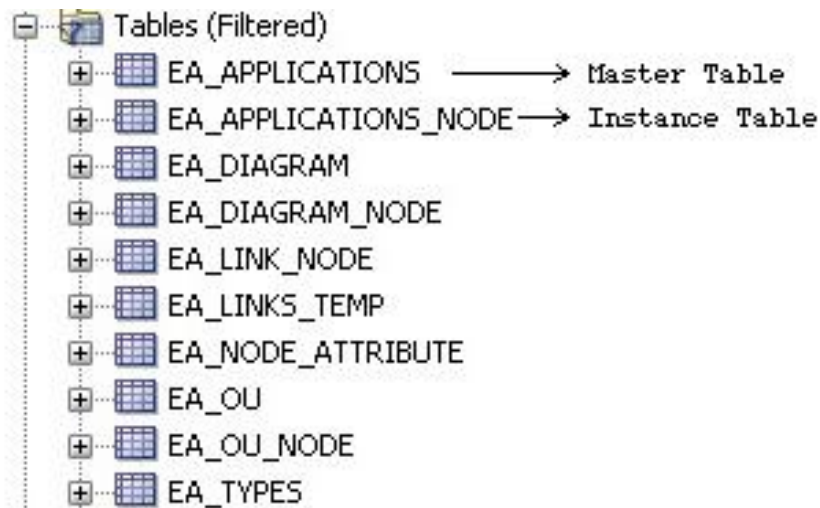 Tables (Filtered)
EA_APPLICATIONS Master Table
EA_APPLICATIONS_NODE Instance Table
EA_DIAGRAM
EA_DIAGRAM_NODE
EA_LINK_NODE
EA_LINKS_TEMP
EA_NODE_ATTRIBUTE
EA_OU
EA_OU_NODE
EA_TYPES